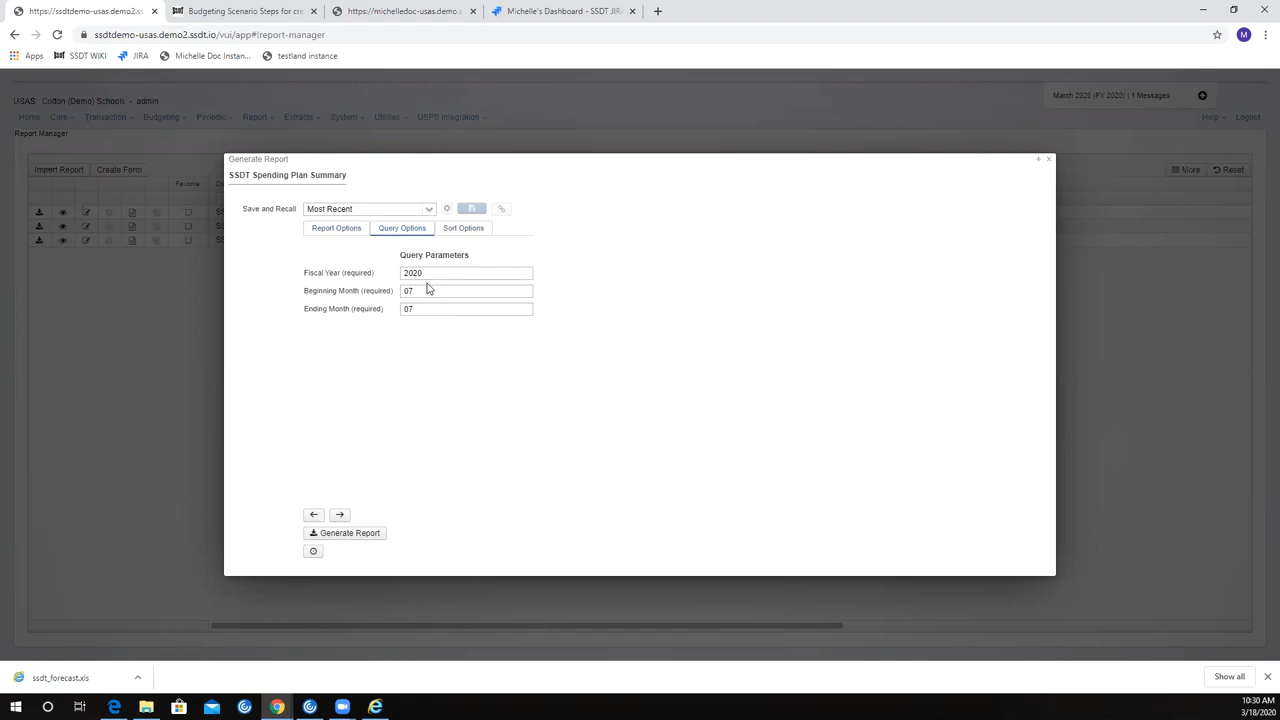 https://ssdtdemo-usas.demo2.ss
Budgeting Scenario Steps for cre
https://michelledoc-usas.demo.s
Michelle's Dashboard - SSDT JIRA
ssdtdemo-usas.demo2.ssdt.io/vui/app#!report-manager
M
Apps
SSDT WIKI
JIRA
Michelle Doc Instan...
testland instance
USAS: Cotton (Demo) Schools - admin
March 2020 (FY 2020) | 1 Messages
Home
Core
Transaction
Budgeting
Periodic
Report
Extracts
System
Utilities
USPS Integration
Help
Logout
Report Manager
Import Report
Create Form
More
Reset
Favorite
Generate Report
SSDT Spending Plan Summary
Save and Recall
Most Recent
Report Options
Query Options
Sort Options
Query Parameters
Fiscal Year (required)
2020
Beginning Month (required)
07
Ending Month (required)
07
Generate Report
ssdt_forecast.xls
Show all
10:30 AM
3/18/2020